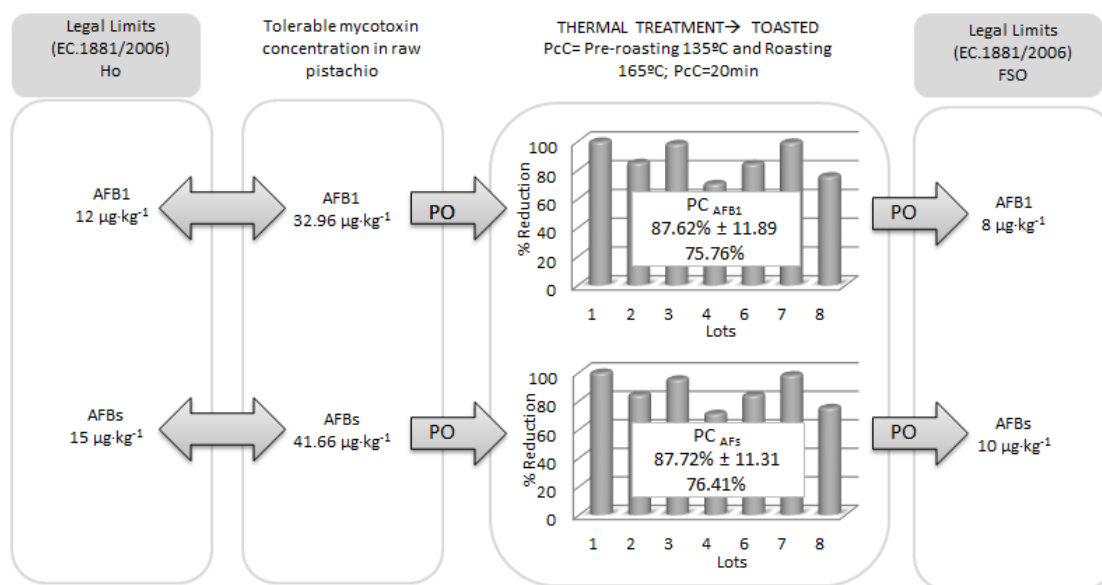 Legal Limits
(EC.1881/2006)
Ho
Tolerable mycotoxin
concentration in raw
pistachio
THERMAL TREATMENT→ TOASTED
PcC= Pre-roasting 135ºC and Roasting
165ºC; PcC=20min
Legal Limits
(EC.1881/2006)
FSO
AFB1
12 µg·kg⁻¹
AFB1
32.96 µg·kg⁻¹
PO
% Reduction
100
80
60
40
20
0
PC AFB1
87.62% ± 11.89
75.76%
1 2 3 4 6 7 8
Lots
PO
AFB1
8 µg·kg⁻¹
AFBs
15 µg·kg⁻¹
AFBs
41.66 µg·kg⁻¹
PO
% Reduction
100
80
60
40
20
0
PC AFs
87.72% ± 11.31
76.41%
1 2 3 4 6 7 8
Lots
PO
AFBs
10 µg·kg⁻¹